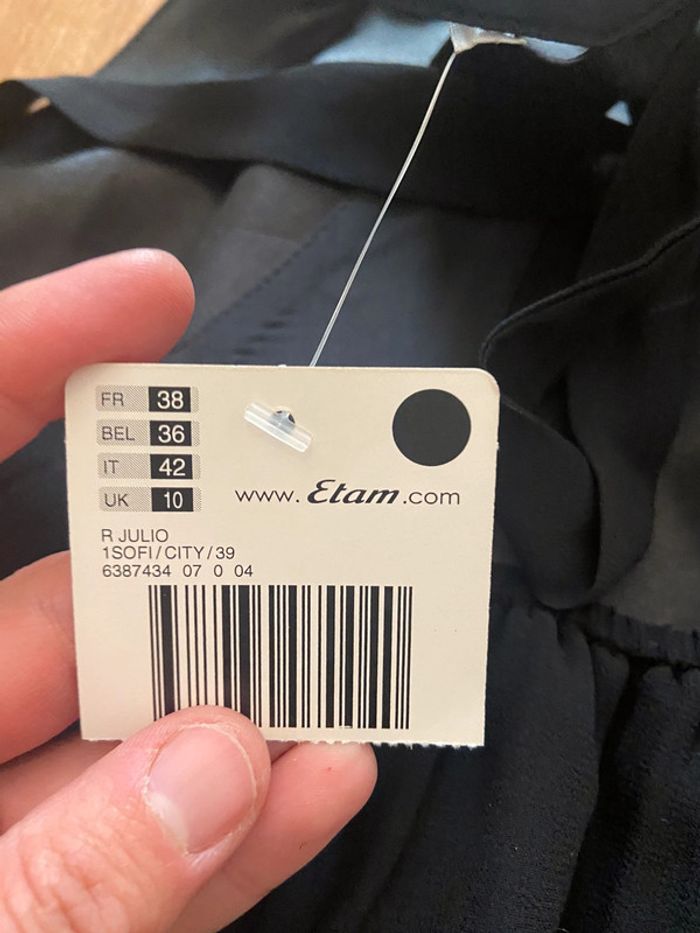 FR 38
BEL 36
IT 42
UK 10
www.Etam.com
R JULIO
1SOFI/CITY/39
6387434 07 0 04